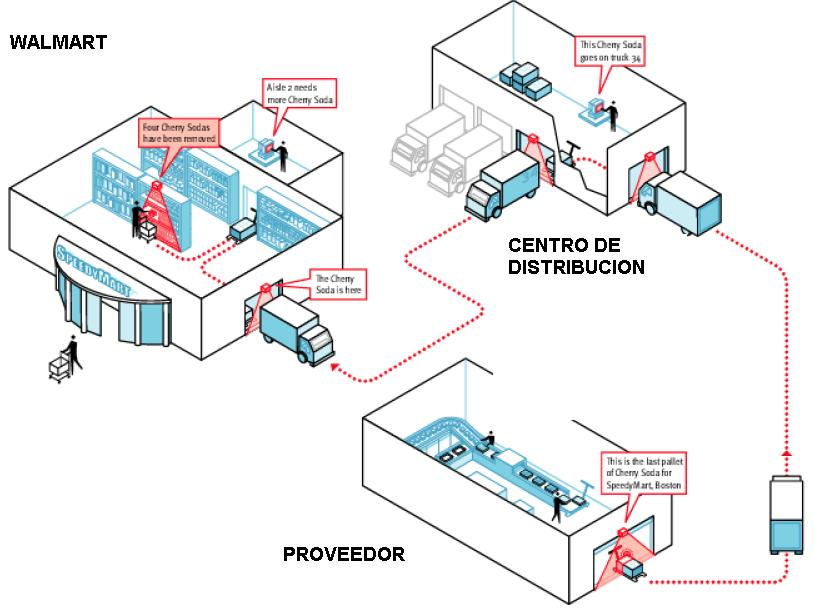 WALMART
Aisle 2 needs
more Cherry Soda
Four Cherry Sodas
have been removed
SPEEDYMART
The Cherry
Soda is here
This Cherry Soda
goes on truck 34
CENTRO DE
DISTRIBUCION
This is the last pallet
of Cherry Soda for
SpeedyMart, Boston
PROVEEDOR